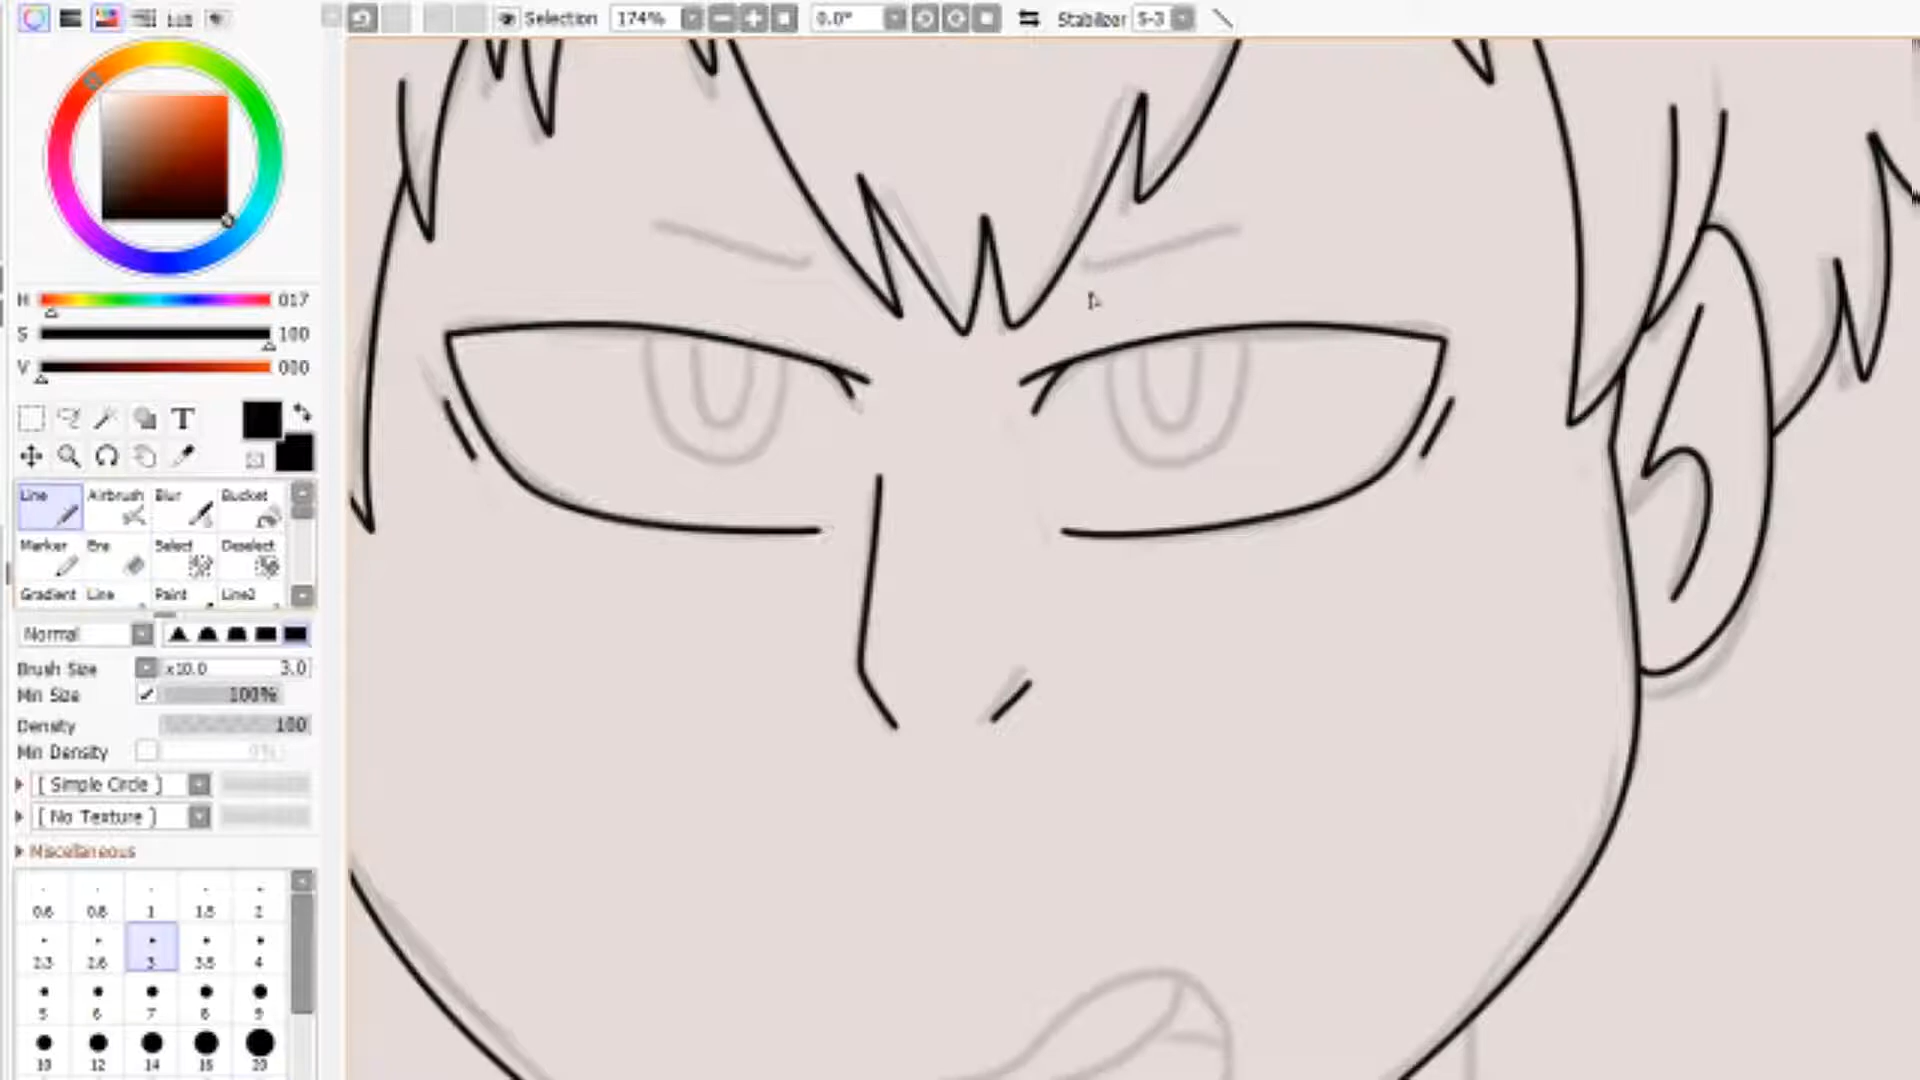 Selection 174% 0.0° Stabilizer S-3
H 017
S 100
V 000
T
Line Airbrush Blur Bucket
Marker Ere Select Deselect
Gradient Line Paint Line2
Normal
Brush Size x10.0 3.0
Min Size 100%
Density 100
Min Density 0%
[ Simple Circle ]
[ No Texture ]
Miscellaneous
0.6 0.8 1 1.5 2
2.3 2.6 3 3.5 4
5 6 7 8 9
10 12 14 16 20